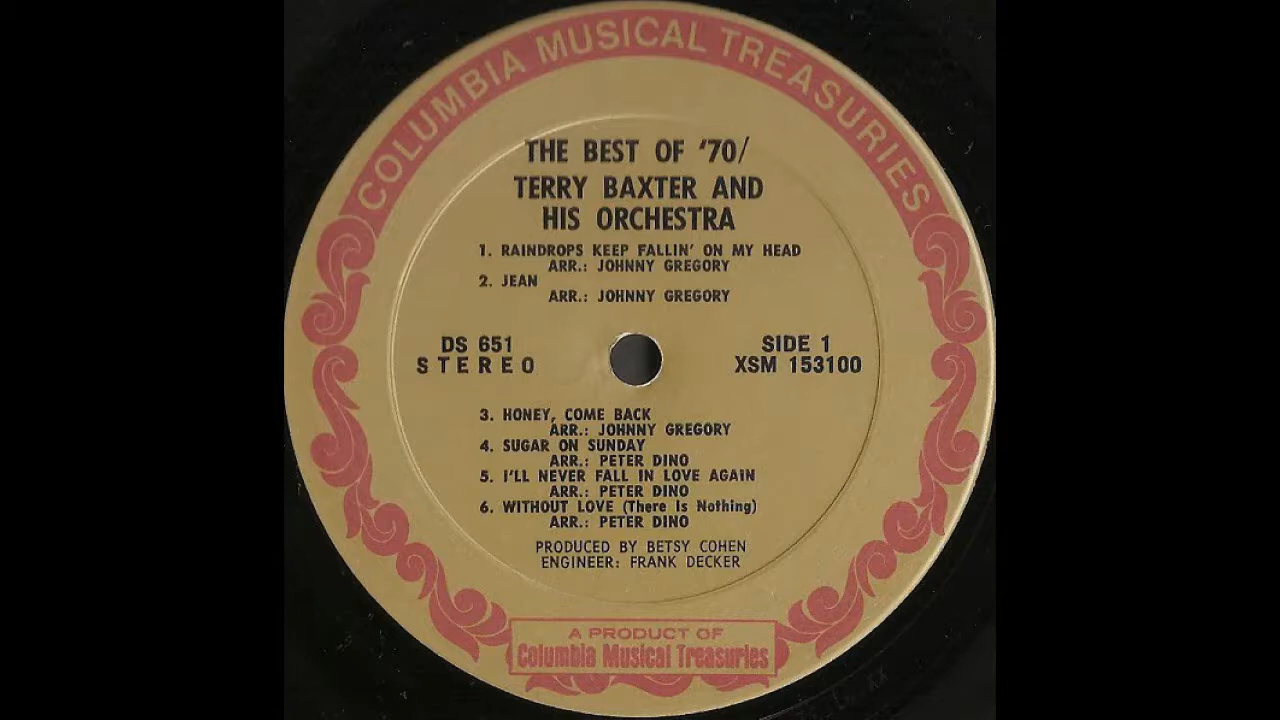 COLUMBIA MUSICAL TREASURIES
THE BEST OF '70/
TERRY BAXTER AND
HIS ORCHESTRA
1. RAINDROPS KEEP FALLIN' ON MY HEAD
ARR.: JOHNNY GREGORY
2. JEAN
ARR.: JOHNNY GREGORY
DS 651
STEREO
SIDE 1
XSM 153100
3. HONEY, COME BACK
ARR.: JOHNNY GREGORY
4. SUGAR ON SUNDAY
ARR.: PETER DINO
5. I'LL NEVER FALL IN LOVE AGAIN
ARR.: PETER DINO
6. WITHOUT LOVE (There Is Nothing)
ARR.: PETER DINO
PRODUCED BY BETSY COHEN
ENGINEER: FRANK DECKER
A PRODUCT OF
Columbia Musical Treasuries